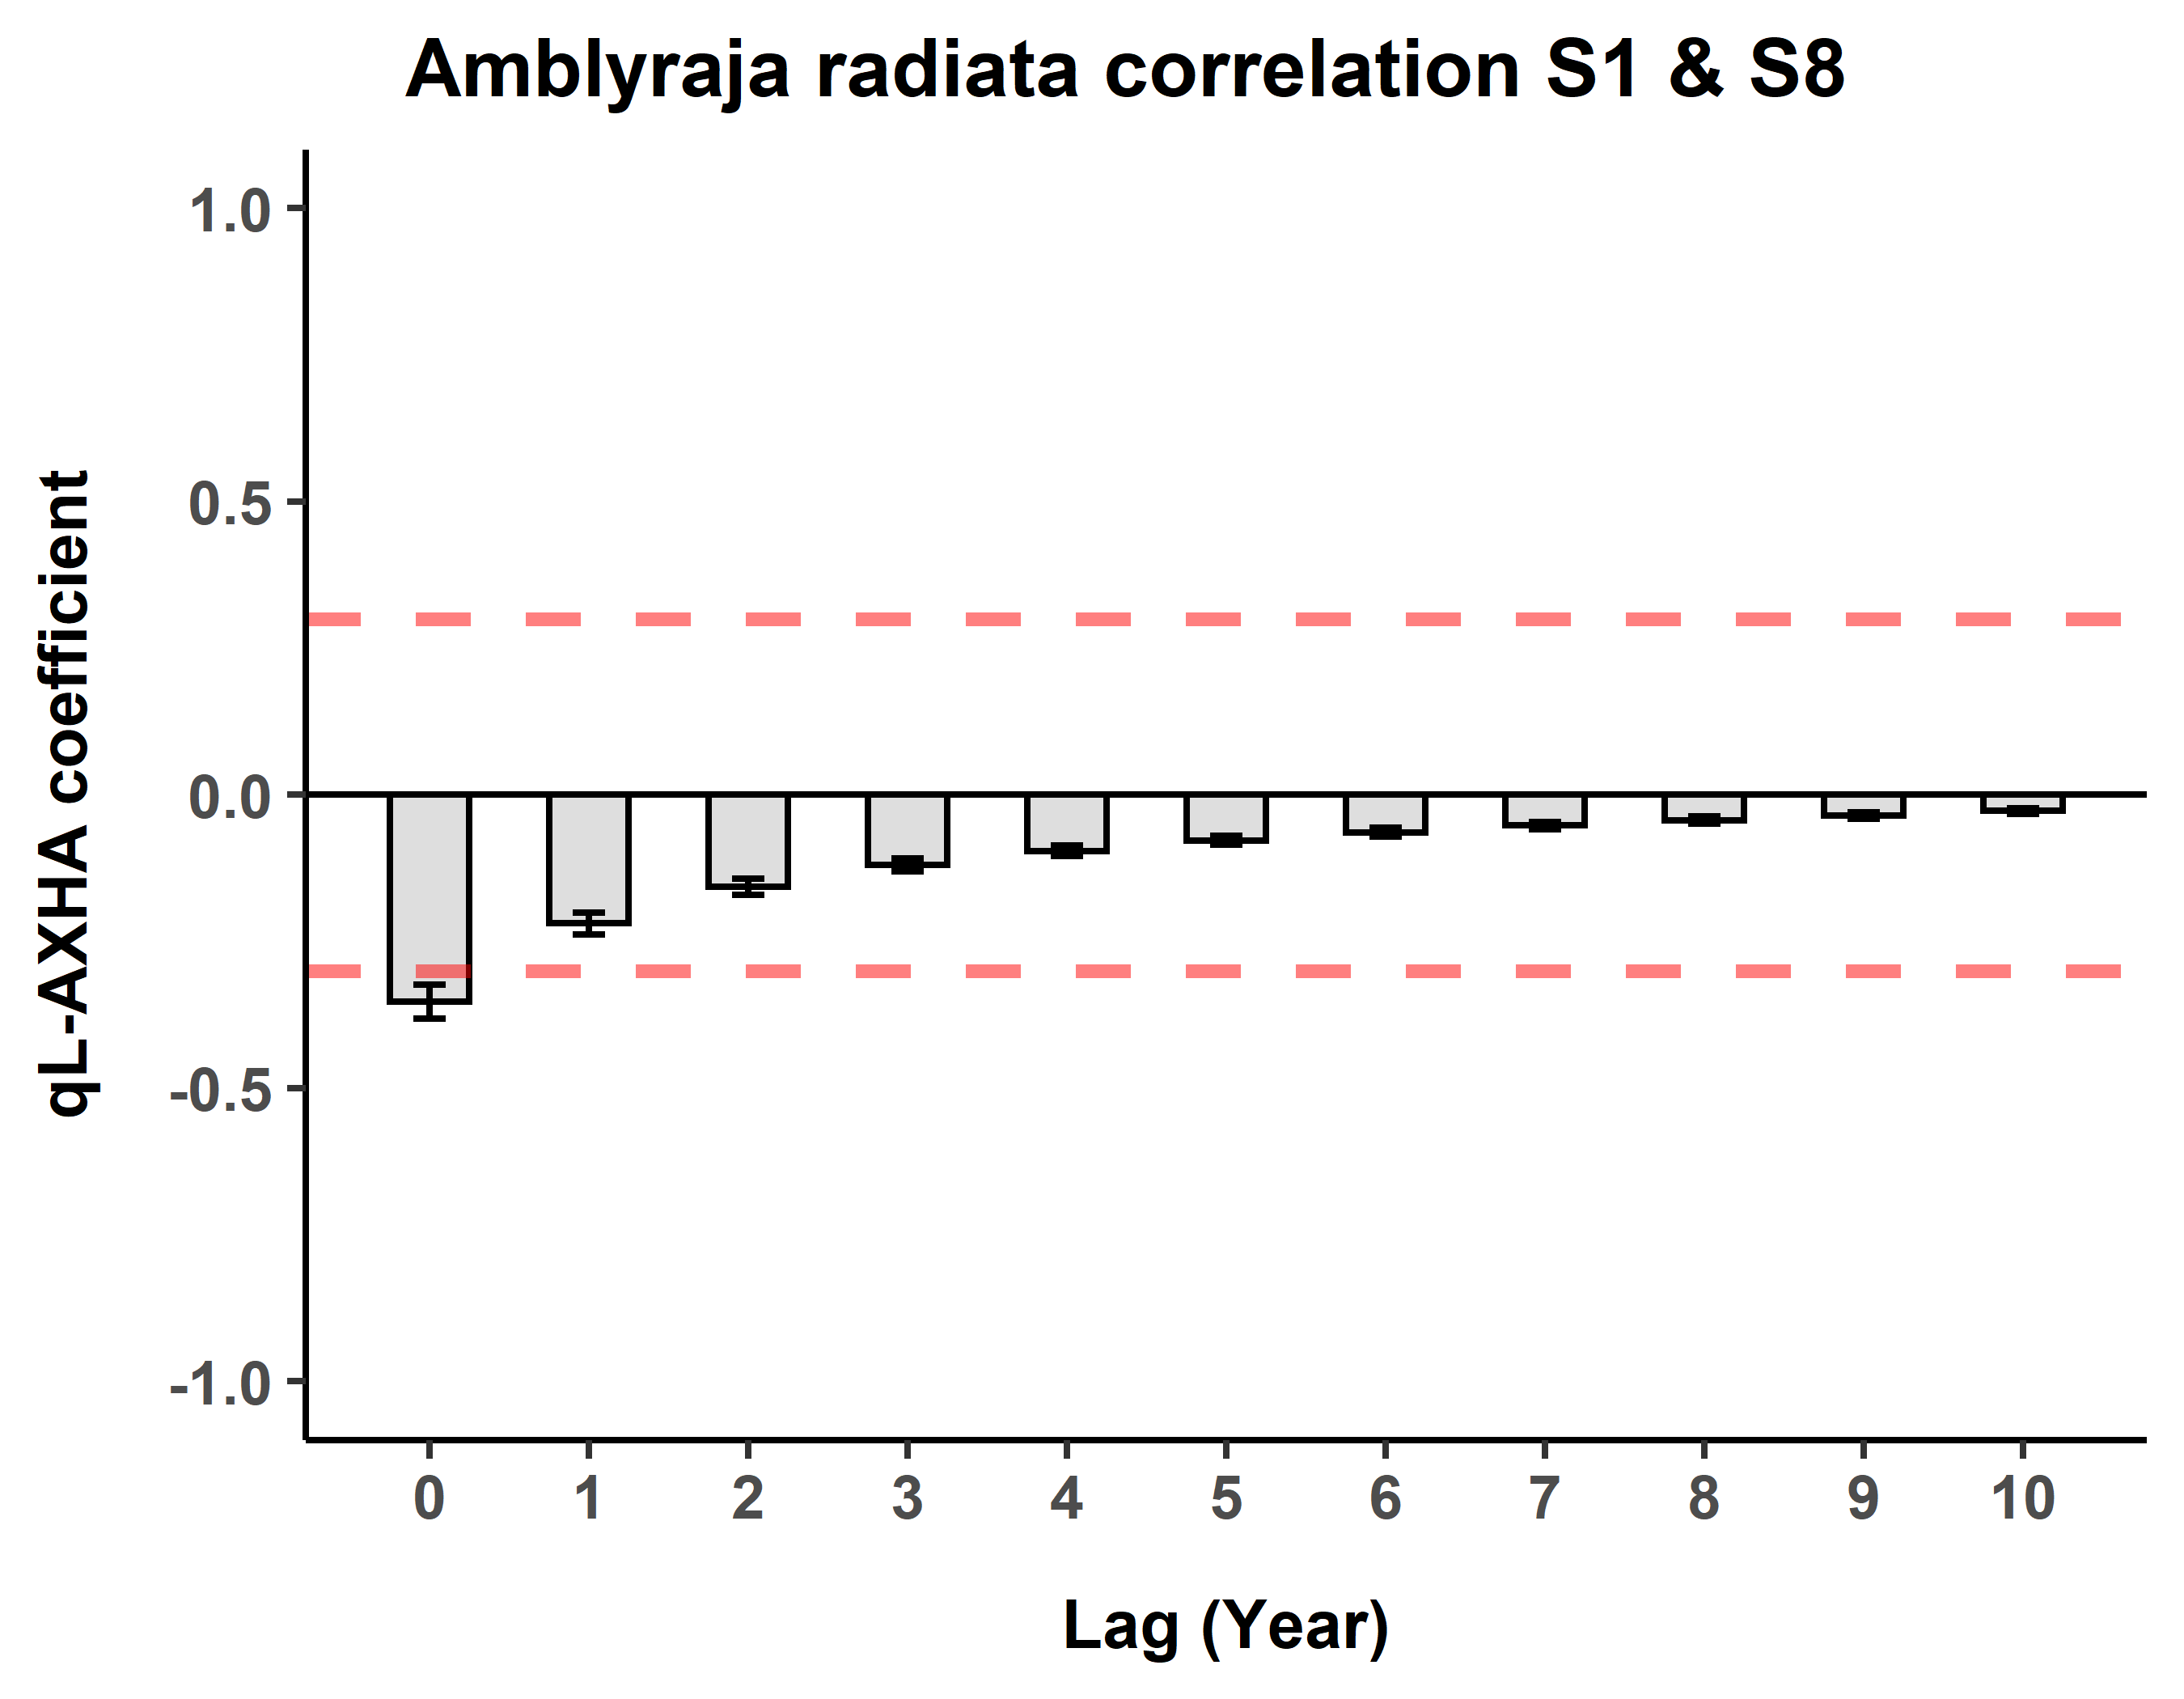 Amblyraja radiata correlation S1 & S8
qL-AXHA coefficient
1.0
0.5
0.0
-0.5
-1.0
0 1 2 3 4 5 6 7 8 9 10
Lag (Year)